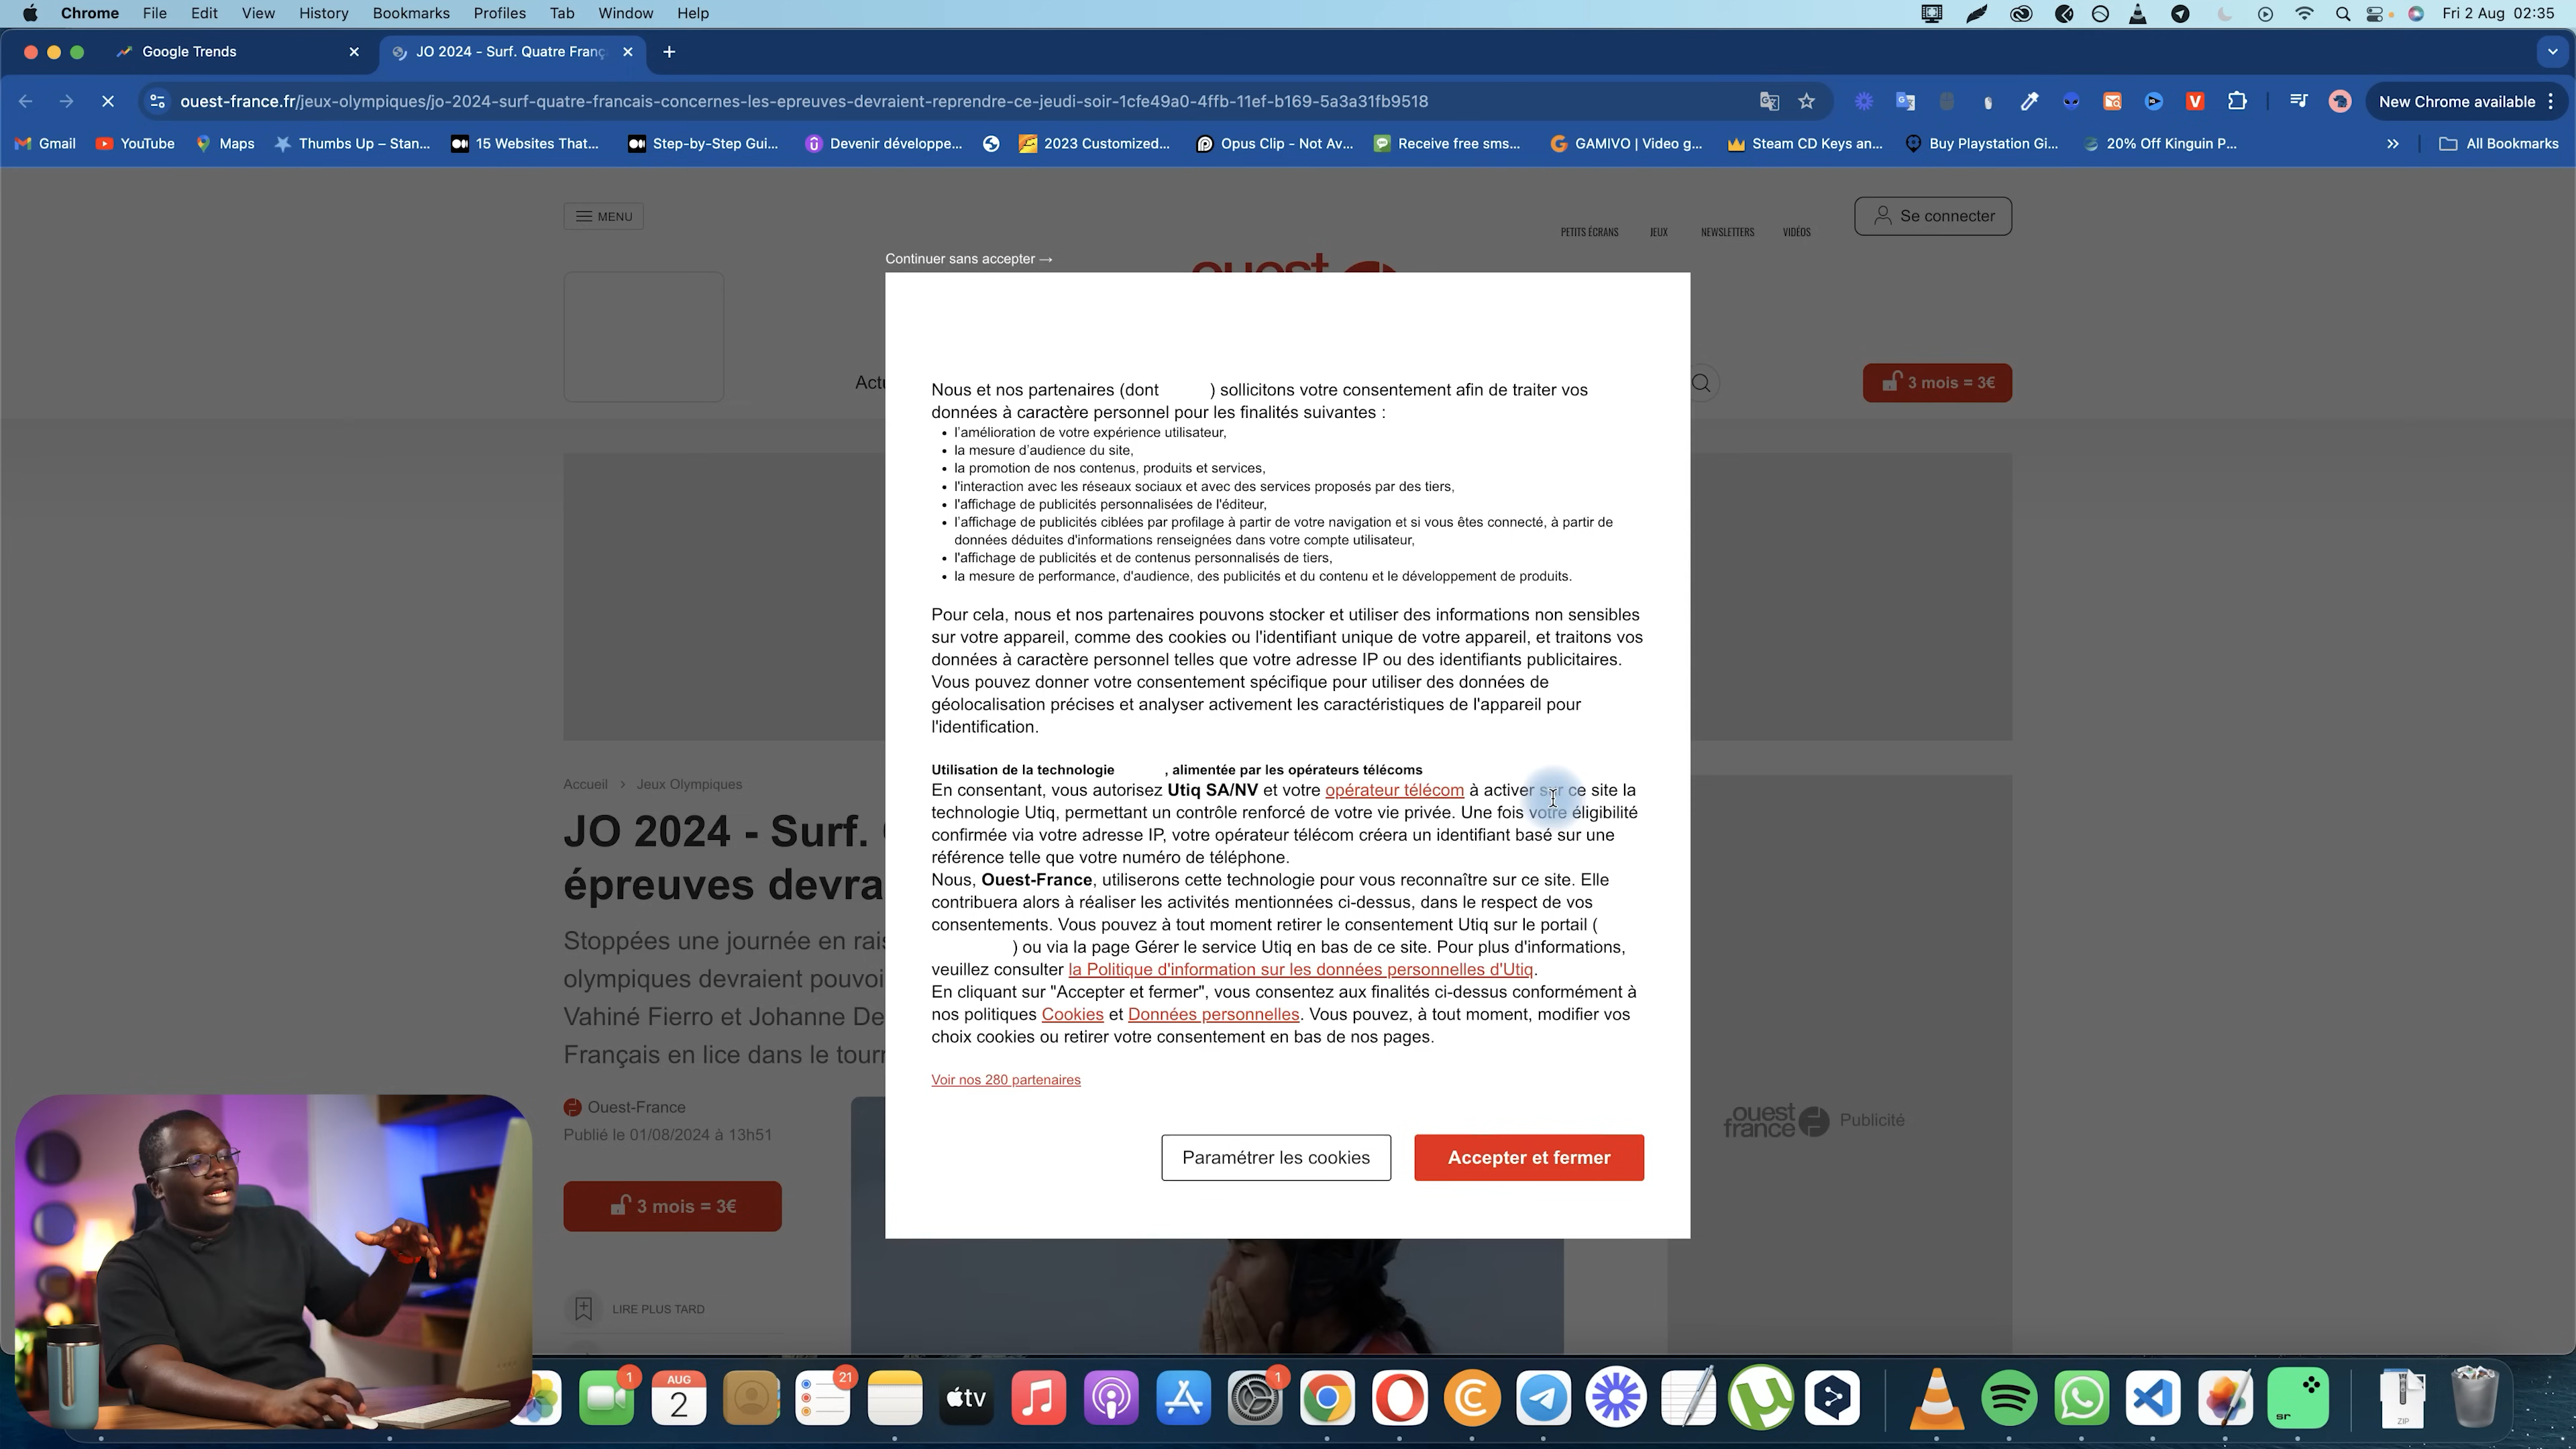 Chrome File Edit View History Bookmarks Profiles Tab Window Help Fri 2 Aug 02:35
Google Trends
JO 2024 - Surf. Quatre Franç
ouest-france.fr/jeux-olympiques/jo-2024-surf-quatre-francais-concernes-les-epreuves-devraient-reprendre-ce-jeudi-soir-1cfe49a0-4ffb-11ef-b169-5a3a31fb9518
New Chrome available
Gmail YouTube Maps Thumbs Up – Stan... 15 Websites That... Step-by-Step Gui... Devenir développe... 2023 Customized... Opus Clip - Not Av... Receive free sms... GAMIVO | Video g... Steam CD Keys an... Buy Playstation Gi... 20% Off Kinguin P... All Bookmarks
MENU
PETITS ÉCRANS JEUX NEWSLETTERS VIDÉOS
Se connecter
Continuer sans accepter →
ouest
Actu
3 mois = 3€
Nous et nos partenaires (dont ) sollicitons votre consentement afin de traiter vos
données à caractère personnel pour les finalités suivantes :
• l'amélioration de votre expérience utilisateur,
• la mesure d'audience du site,
• la promotion de nos contenus, produits et services,
• l'interaction avec les réseaux sociaux et avec des services proposés par des tiers,
• l'affichage de publicités personnalisées de l'éditeur,
• l'affichage de publicités ciblées par profilage à partir de votre navigation et si vous êtes connecté, à partir de
données déduites d'informations renseignées dans votre compte utilisateur,
• l'affichage de publicités et de contenus personnalisés de tiers,
• la mesure de performance, d'audience, des publicités et du contenu et le développement de produits.
Pour cela, nous et nos partenaires pouvons stocker et utiliser des informations non sensibles
sur votre appareil, comme des cookies ou l'identifiant unique de votre appareil, et traitons vos
données à caractère personnel telles que votre adresse IP ou des identifiants publicitaires.
Vous pouvez donner votre consentement spécifique pour utiliser des données de
géolocalisation précises et analyser activement les caractéristiques de l'appareil pour
l'identification.
Utilisation de la technologie , alimentée par les opérateurs télécoms
En consentant, vous autorisez Utiq SA/NV et votre opérateur télécom à activer sur ce site la
technologie Utiq, permettant un contrôle renforcé de votre vie privée. Une fois votre éligibilité
confirmée via votre adresse IP, votre opérateur télécom créera un identifiant basé sur une
référence telle que votre numéro de téléphone.
Nous, Ouest-France, utiliserons cette technologie pour vous reconnaître sur ce site. Elle
contribuera alors à réaliser les activités mentionnées ci-dessus, dans le respect de vos
consentements. Vous pouvez à tout moment retirer le consentement Utiq sur le portail (
) ou via la page Gérer le service Utiq en bas de ce site. Pour plus d'informations,
veuillez consulter la Politique d'information sur les données personnelles d'Utiq.
En cliquant sur "Accepter et fermer", vous consentez aux finalités ci-dessus conformément à
nos politiques Cookies et Données personnelles. Vous pouvez, à tout moment, modifier vos
choix cookies ou retirer votre consentement en bas de nos pages.
Voir nos 280 partenaires
Paramétrer les cookies
Accepter et fermer
Accueil > Jeux Olympiques
JO 2024 - Surf.
épreuves devra
Stoppées une journée en rais
olympiques devraient pouvoi
Vahiné Fierro et Johanne De
Français en lice dans le tourn
Ouest-France
Publié le 01/08/2024 à 13h51
3 mois = 3€
LIRE PLUS TARD
ouest
france
Publicité
1
AUG
2
21
tv
1
sr
ZIP